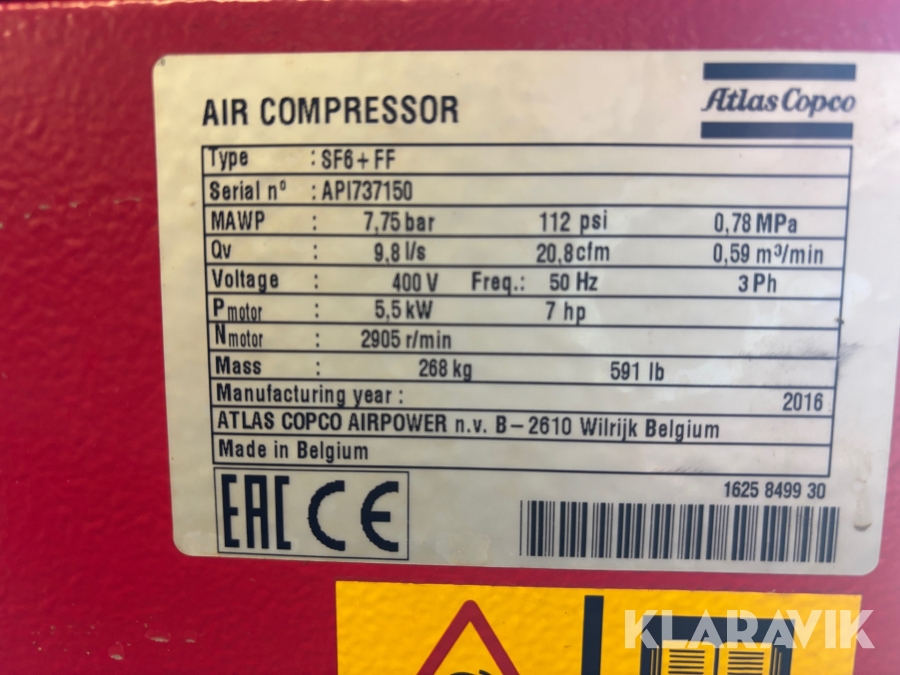 Atlas Copco
AIR COMPRESSOR
Type : SF6+FF
Serial nº : API737150
MAWP : 7,75 bar 112 psi 0,78 MPa
Qv : 9,8 l/s 20,8 cfm 0,59 m³/min
Voltage : 400 V Freq.: 50 Hz 3 Ph
Pmotor : 5,5 kW 7 hp
Nmotor : 2905 r/min
Mass : 268 kg 591 lb
Manufacturing year : 2016
ATLAS COPCO AIRPOWER n.v. B-2610 Wilrijk Belgium
Made in Belgium
1625 8499 30
EAC CE
KLARAVIK